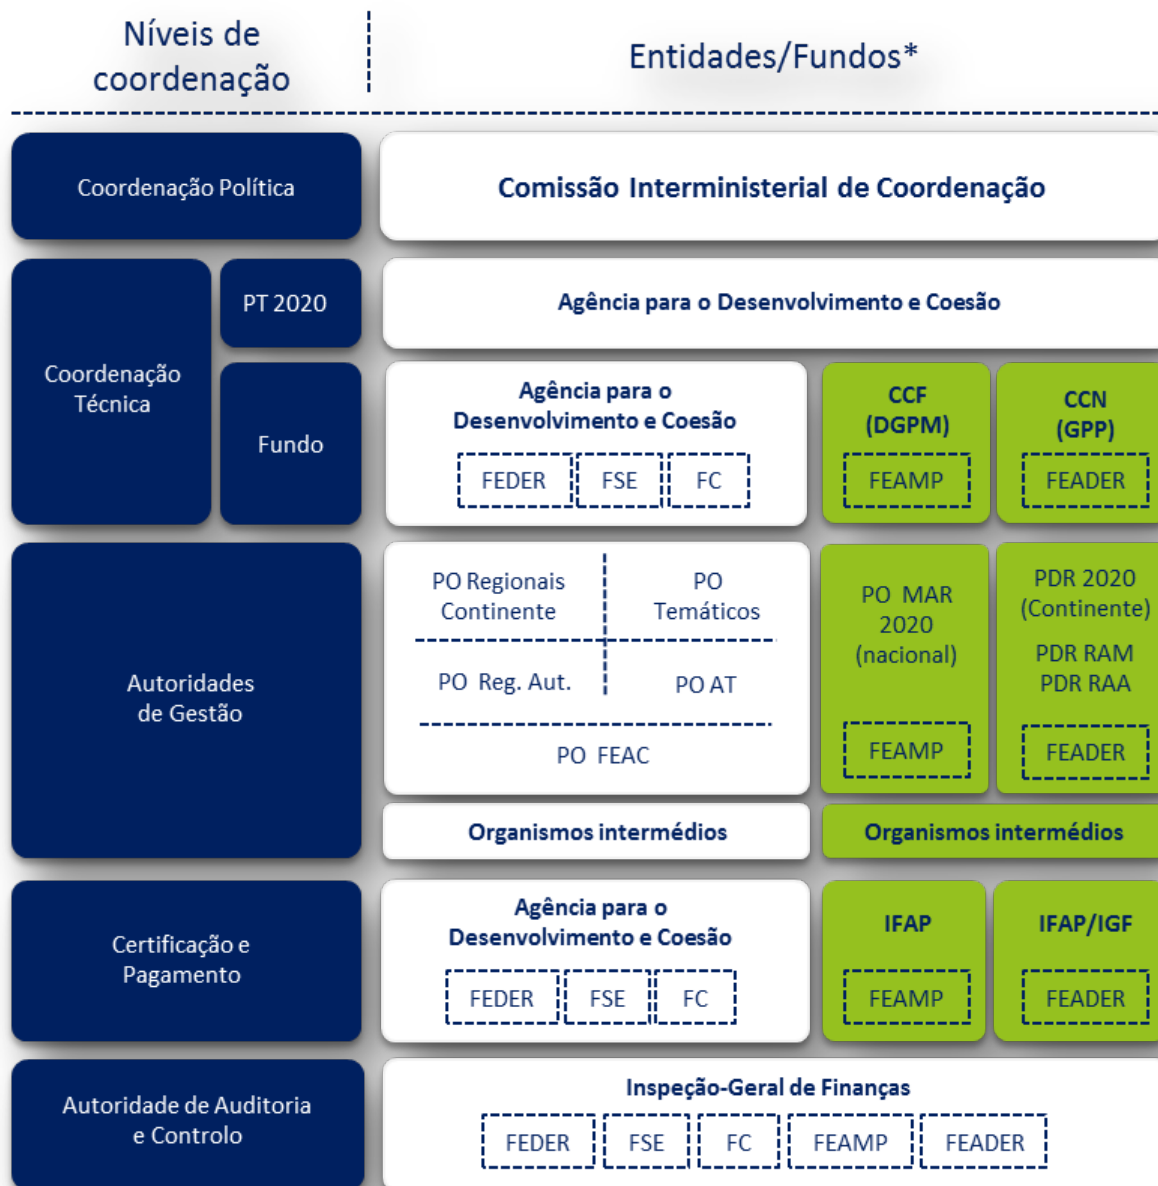 Níveis de
coordenação
Entidades/Fundos*
Coordenação Política
Comissão Interministerial de Coordenação
Coordenação
Técnica
PT 2020
Agência para o Desenvolvimento e Coesão
Fundo
Agência para o
Desenvolvimento e Coesão
FEDER FSE FC
CCF
(DGPM)
FEAMP
CCN
(GPP)
FEADER
Autoridades
de Gestão
PO Regionais
Continente
PO
Temáticos
PO Reg. Aut.
PO AT
PO FEAC
PO MAR
2020
(nacional)
FEAMP
PDR 2020
(Continente)
PDR RAM
PDR RAA
FEADER
Organismos intermédios
Organismos intermédios
Certificação e
Pagamento
Agência para o
Desenvolvimento e Coesão
FEDER FSE FC
IFAP
FEAMP
IFAP/IGF
FEADER
Autoridade de Auditoria
e Controlo
Inspeção-Geral de Finanças
FEDER FSE FC FEAMP FEADER